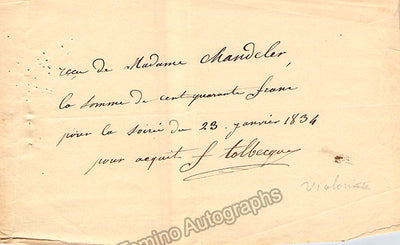 reçu de Madame Mandeler,
la somme de cent quarante franc
pour la soirée du 23 janvier 1834
pour acquit f tolbecque
Violoniste
Tamino Autographs